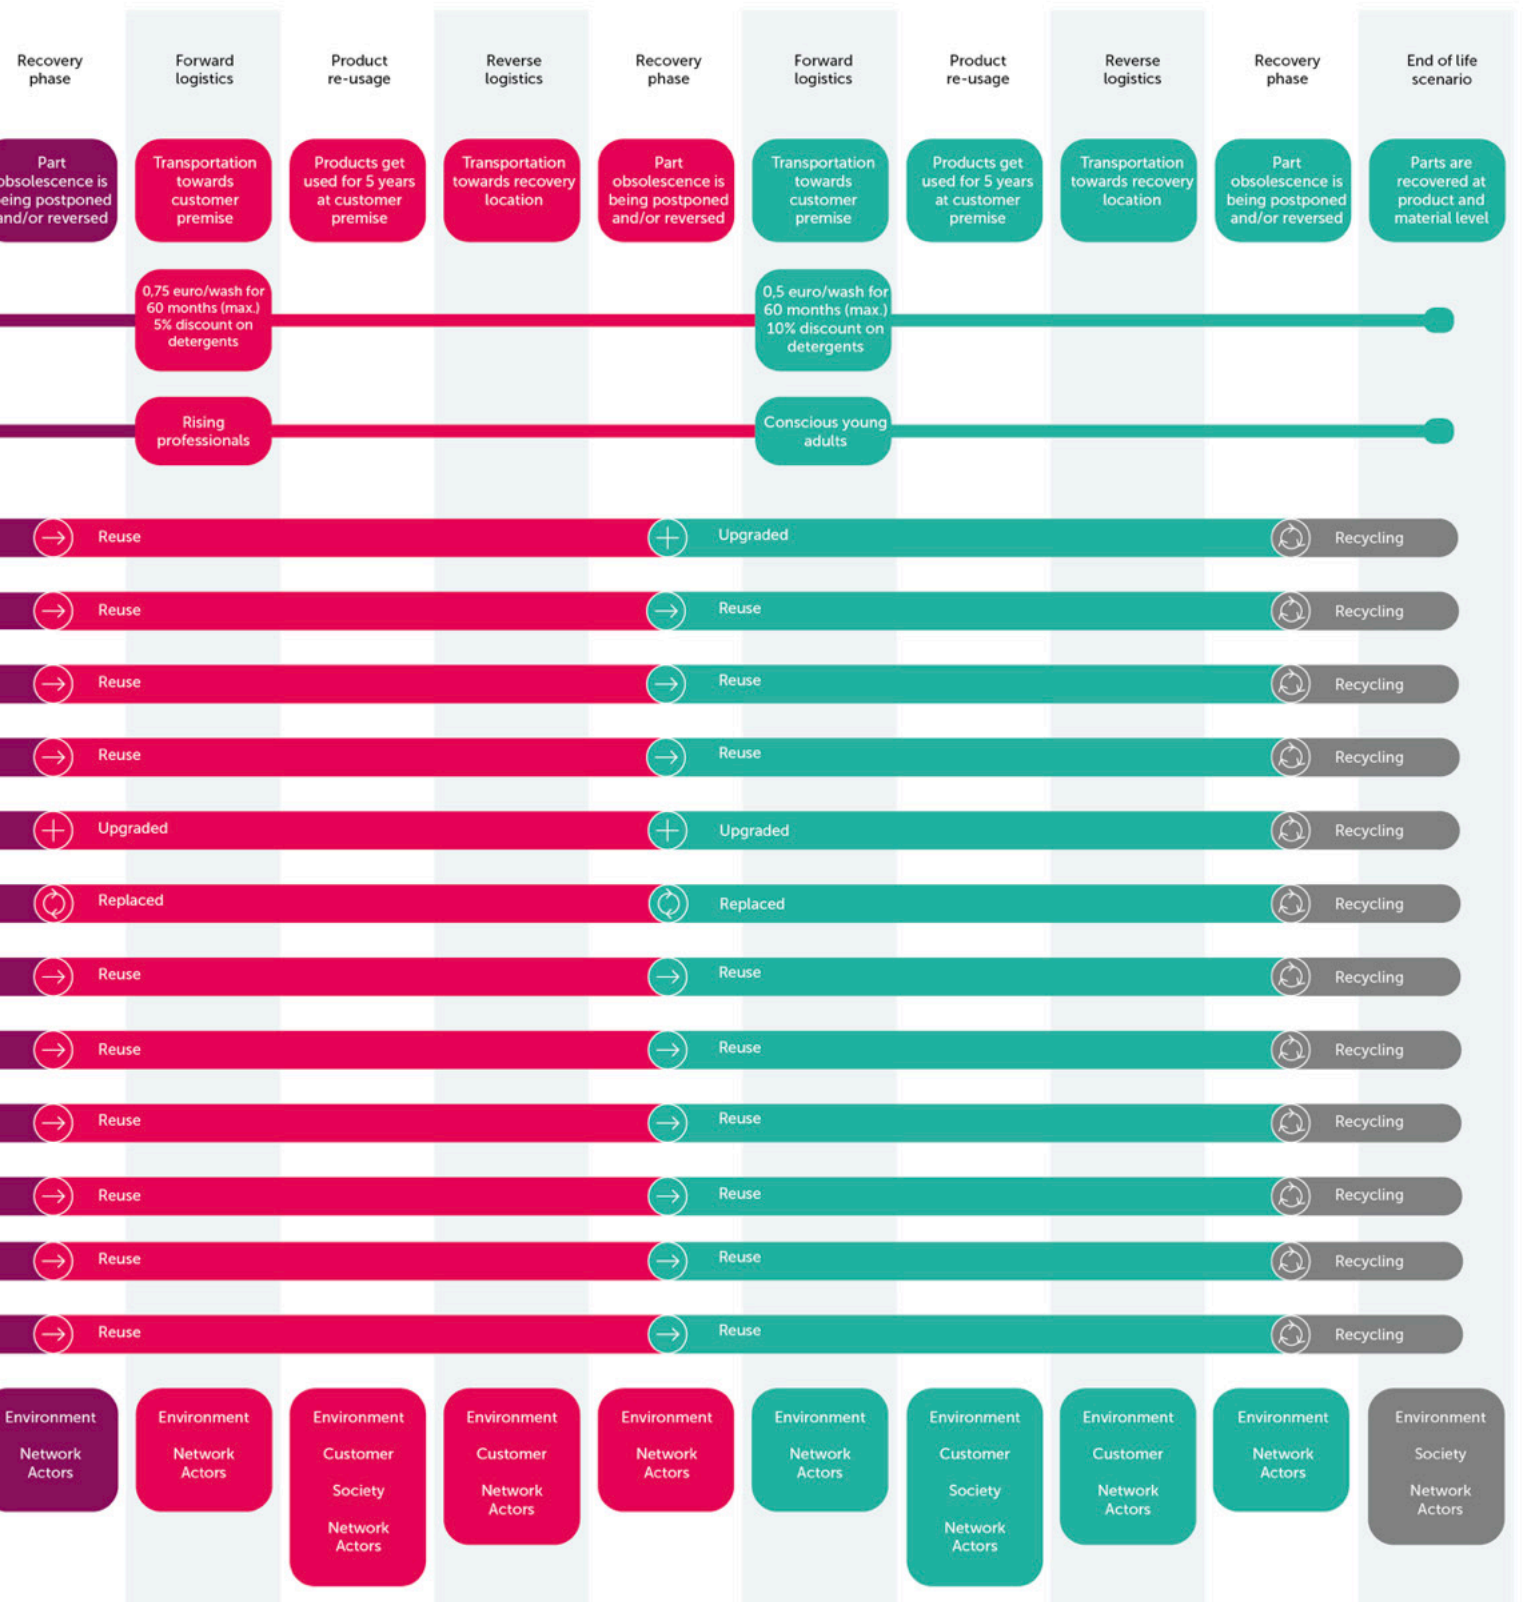 Recovery
phase
Forward
logistics
Product
re-usage
Reverse
logistics
Recovery
phase
Forward
logistics
Product
re-usage
Reverse
logistics
Recovery
phase
End of life
scenario
Part
obsolescence is
being postponed
and/or reversed
Transportation
towards
customer
premise
Products get
used for 5 years
at customer
premise
Transportation
towards recovery
location
Part
obsolescence is
being postponed
and/or reversed
Transportation
towards
customer
premise
Products get
used for 5 years
at customer
premise
Transportation
towards recovery
location
Part
obsolescence is
being postponed
and/or reversed
Parts are
recovered at
product and
material level
0,75 euro/wash for
60 months (max.)
5% discount on
detergents
0,5 euro/wash for
60 months (max.)
10% discount on
detergents
Rising
professionals
Conscious young
adults
Reuse
Upgraded
Recycling
Reuse
Reuse
Recycling
Reuse
Reuse
Recycling
Reuse
Reuse
Recycling
Upgraded
Upgraded
Recycling
Replaced
Replaced
Recycling
Reuse
Reuse
Recycling
Reuse
Reuse
Recycling
Reuse
Reuse
Recycling
Reuse
Reuse
Recycling
Reuse
Reuse
Recycling
Reuse
Reuse
Recycling
Environment
Network
Actors
Environment
Network
Actors
Environment
Customer
Society
Network
Actors
Environment
Customer
Network
Actors
Environment
Network
Actors
Environment
Network
Actors
Environment
Customer
Society
Network
Actors
Environment
Customer
Network
Actors
Environment
Network
Actors
Environment
Society
Network
Actors